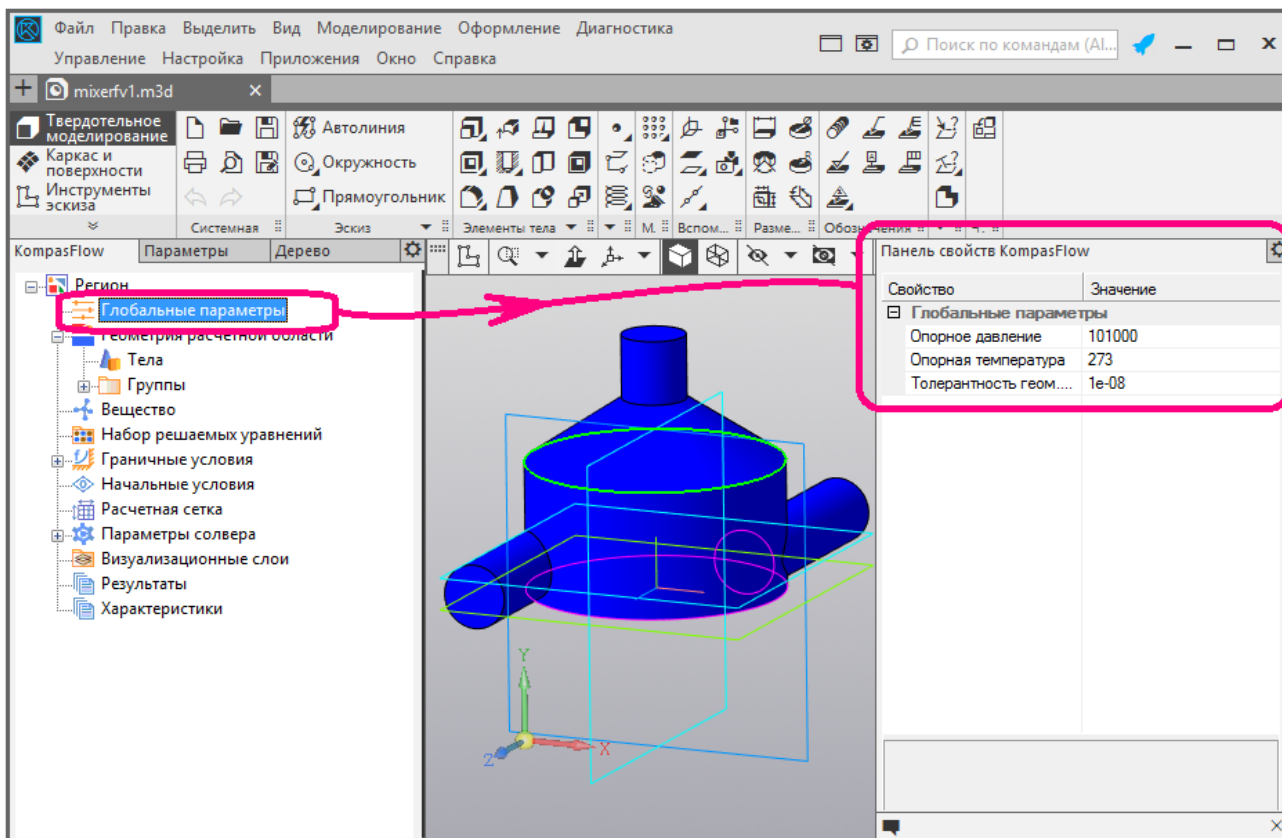 Файл Правка Выделить Вид Моделирование Оформление Диагностика
Управление Настройка Приложения Окно Справка
Поиск по командам (Al...
mixerfv1.m3d
Твердотельное моделирование
Каркас и поверхности
Инструменты эскиза
Автолиния
Окружность
Прямоугольник
Системная Эскиз Элементы тела М. Вспом... Разме...
KompasFlow Параметры Дерево
Регион
Глобальные параметры
Геометрия расчетной области
Тела
Группы
Вещество
Набор решаемых уравнений
Граничные условия
Начальные условия
Расчетная сетка
Параметры солвера
Визуализационные слои
Результаты
Характеристики
Y
X
Z
Панель свойств KompasFlow
Свойство Значение
Глобальные параметры
Опорное давление 101000
Опорная температура 273
Толерантность геом.... 1e-08